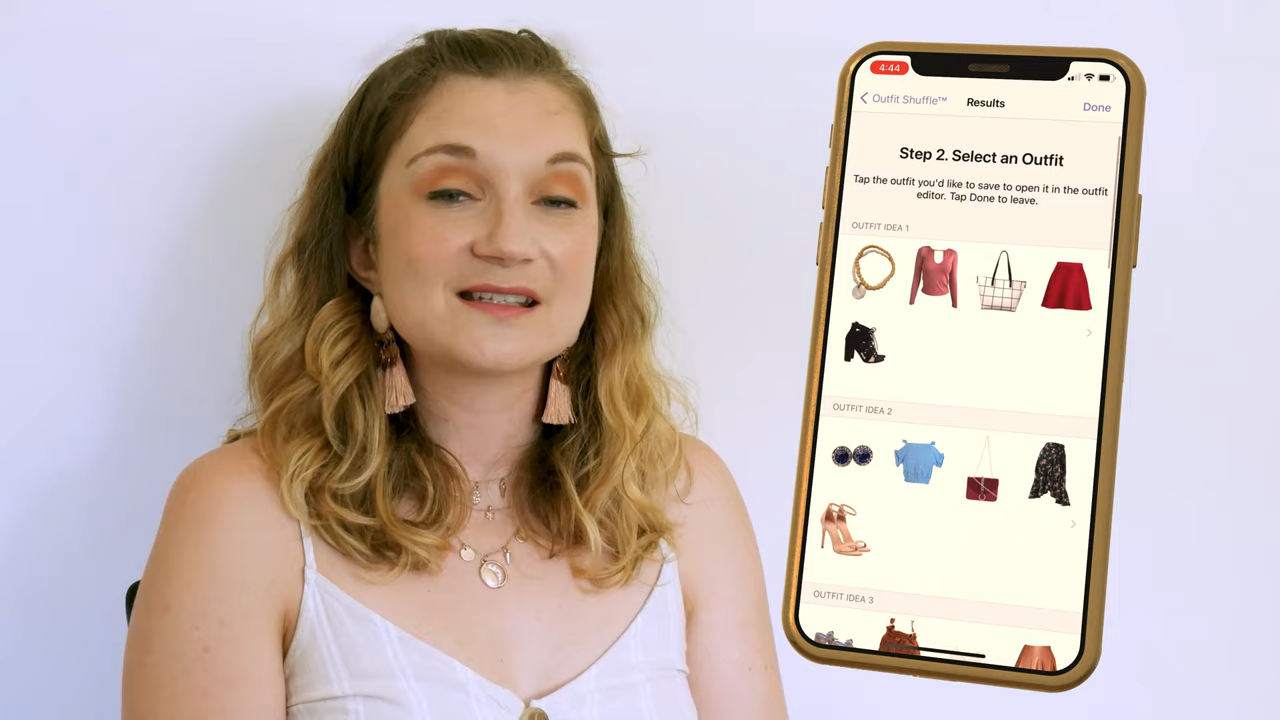 4:44
Outfit Shuffle™ Results Done
Step 2. Select an Outfit
Tap the outfit you'd like to save to open it in the outfit
editor. Tap Done to leave.
OUTFIT IDEA 1
OUTFIT IDEA 2
OUTFIT IDEA 3